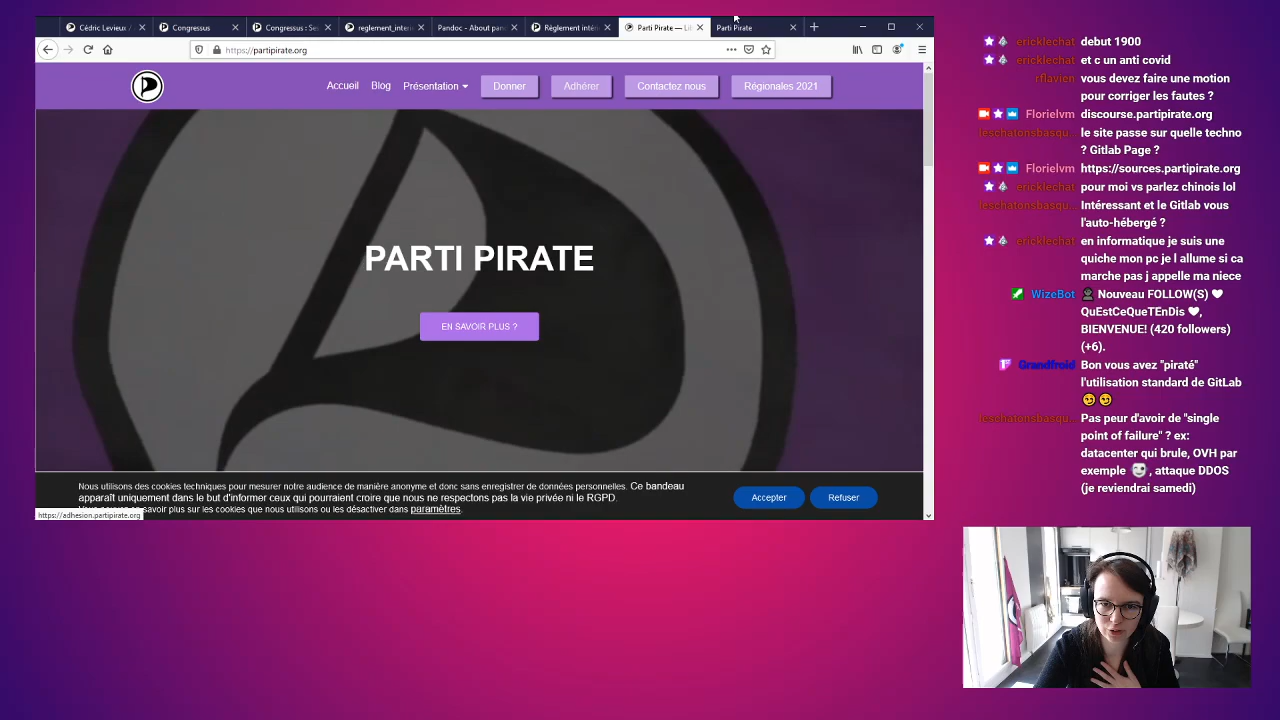 Cédric Levieux /
Congressus
Congressus : Se
reglement_interi
Pandoc - About pan
Règlement intéri
Parti Pirate — Li
Parti Pirate
https://partipirate.org
Accueil
Blog
Présentation
Donner
Adhérer
Contactez nous
Régionales 2021
PARTI PIRATE
EN SAVOIR PLUS ?
Nous utilisons des cookies techniques pour mesurer notre audience de manière anonyme et donc sans enregistrer de données personnelles. Ce bandeau
apparaît uniquement dans le but d'informer ceux qui pourraient croire que nous ne respectons pas la vie privée ni le RGPD.
savoir plus sur les cookies que nous utilisons ou les désactiver dans paramètres.
Accepter
Refuser
https://adhesion.partipirate.org
ericklechat debut 1900
ericklechat et c un anti covid
rflavien vous devez faire une motion
pour corriger les fautes ?
Florielvm discourse.partipirate.org
leschatonsbasqu... le site passe sur quelle techno
? Gitlab Page ?
Florielvm https://sources.partipirate.org
ericklechat pour moi vs parlez chinois lol
leschatonsbasqu... Intéressant et le Gitlab vous
l'auto-hébergé ?
ericklechat en informatique je suis une
quiche mon pc je l allume si ca
marche pas j appelle ma niece
WizeBot Nouveau FOLLOW(S)
QuEstCeQueTEnDis ,
BIENVENUE! (420 followers)
(+6).
Grandfroid Bon vous avez "piraté"
l'utilisation standard de GitLab
leschatonsbasqu... Pas peur d'avoir de "single
point of failure" ? ex:
datacenter qui brule, OVH par
exemple , attaque DDOS
(je reviendrai samedi)